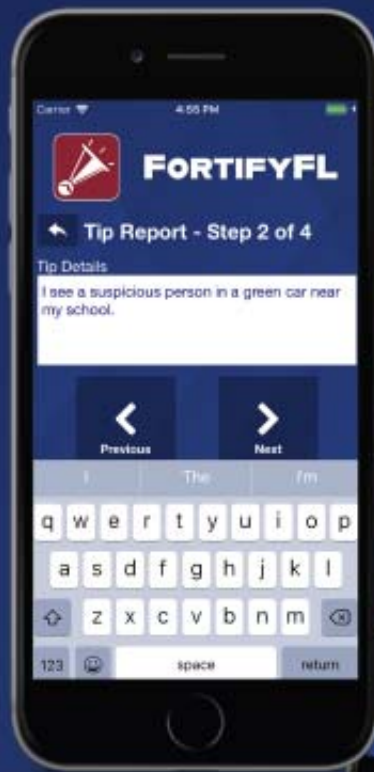 Carrier 4:55 PM
FORTIFYFL
Tip Report - Step 2 of 4
Tip Details
I see a suspicious person in a green car near
my school.
Previous Next
I The I'm
q w e r t y u i o p
a s d f g h j k l
z x c v b n m
123 space return